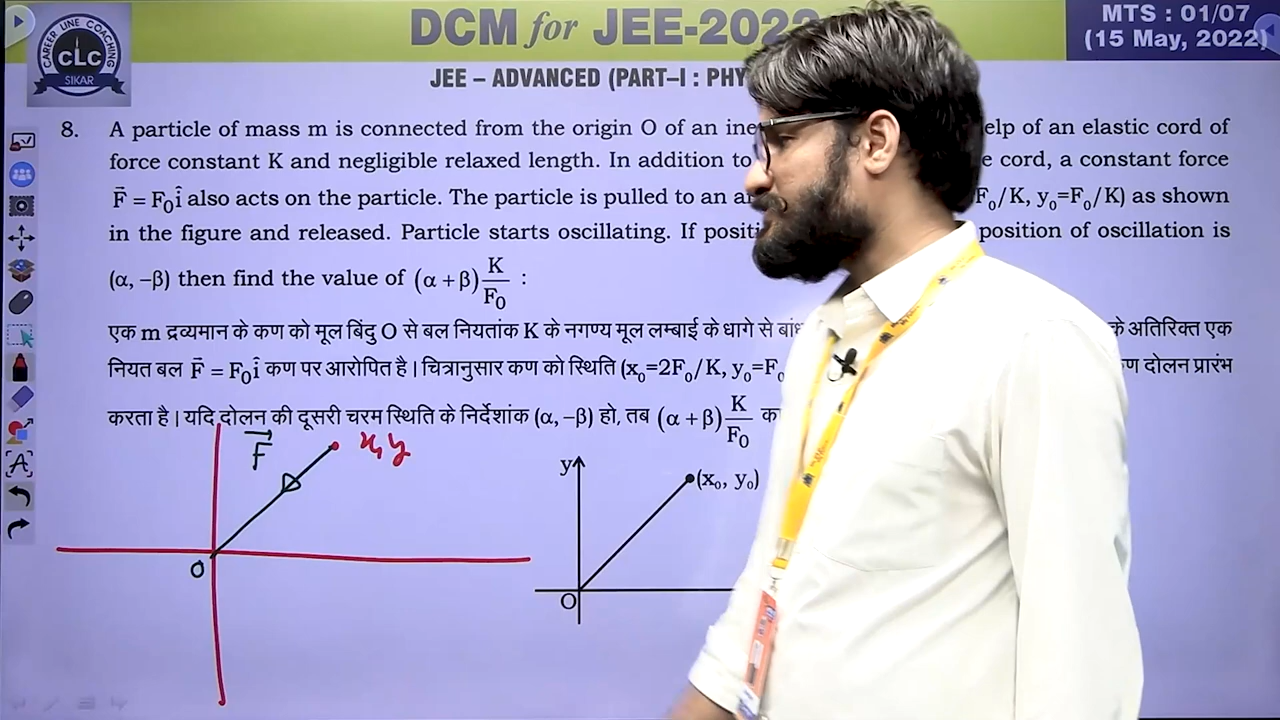 DCM for JEE-2022
MTS : 01/07
(15 May, 2022)
CAREER LINE COACHING
CLC
SIKAR
JEE – ADVANCED (PART–I : PHY
8. A particle of mass m is connected from the origin O of an ine elp of an elastic cord of
force constant K and negligible relaxed length. In addition to e cord, a constant force
F⃗ = F₀î also acts on the particle. The particle is pulled to an a F₀/K, y₀=F₀/K) as shown
in the figure and released. Particle starts oscillating. If positi position of oscillation is
(α, –β) then find the value of (α + β) K/F₀ :
एक m द्रव्यमान के कण को मूल बिंदु O से बल नियतांक K के नगण्य मूल लम्बाई के धागे से बां के अतिरिक्त एक
नियत बल F⃗ = F₀î कण पर आरोपित है। चित्रानुसार कण को स्थिति (x₀=2F₀/K, y₀=F₀ ण दोलन प्रारंभ
करता है। यदि दोलन की दूसरी चरम स्थिति के निर्देशांक (α, –β) हो, तब (α + β) K/F₀ का
F⃗ x, y
O
y
(x₀, y₀)
O